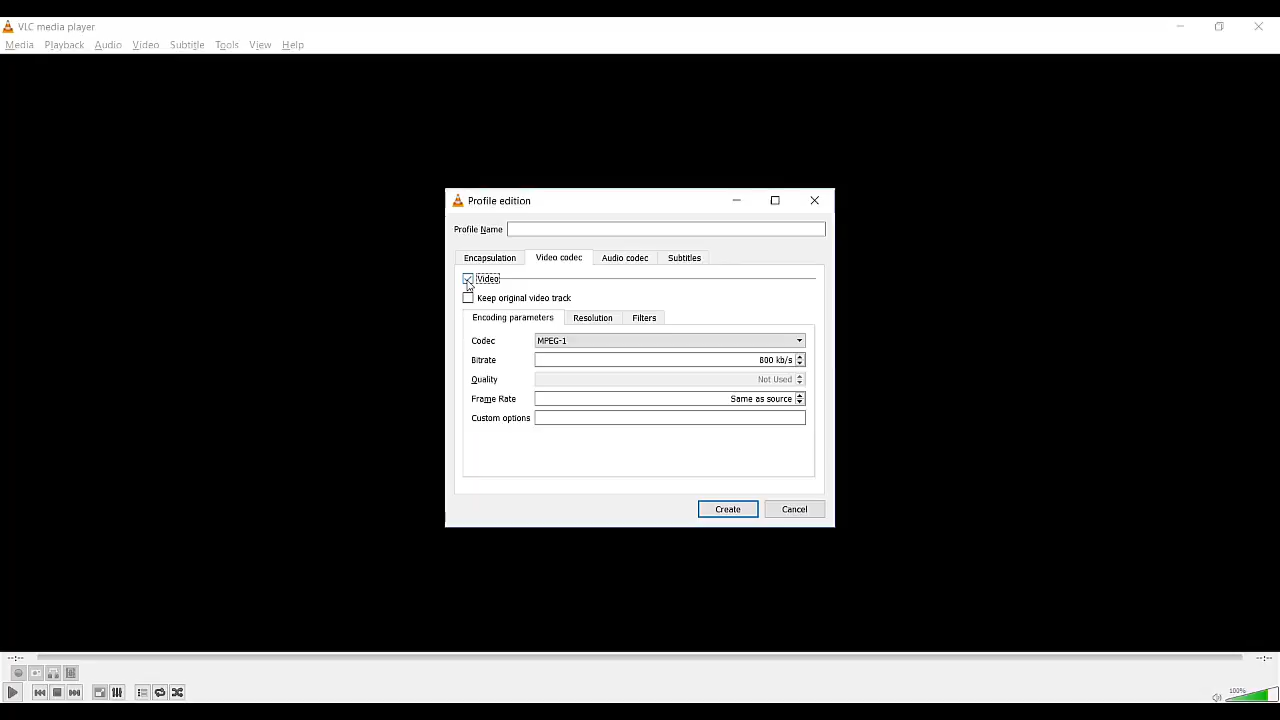 VLC media player
Media Playback Audio Video Subtitle Tools View Help
Profile edition
Profile Name
Encapsulation Video codec Audio codec Subtitles
Video
Keep original video track
Encoding parameters Resolution Filters
Codec MPEG-1
Bitrate 800 kb/s
Quality Not Used
Frame Rate Same as source
Custom options
Create Cancel
--:-- --:--
100%